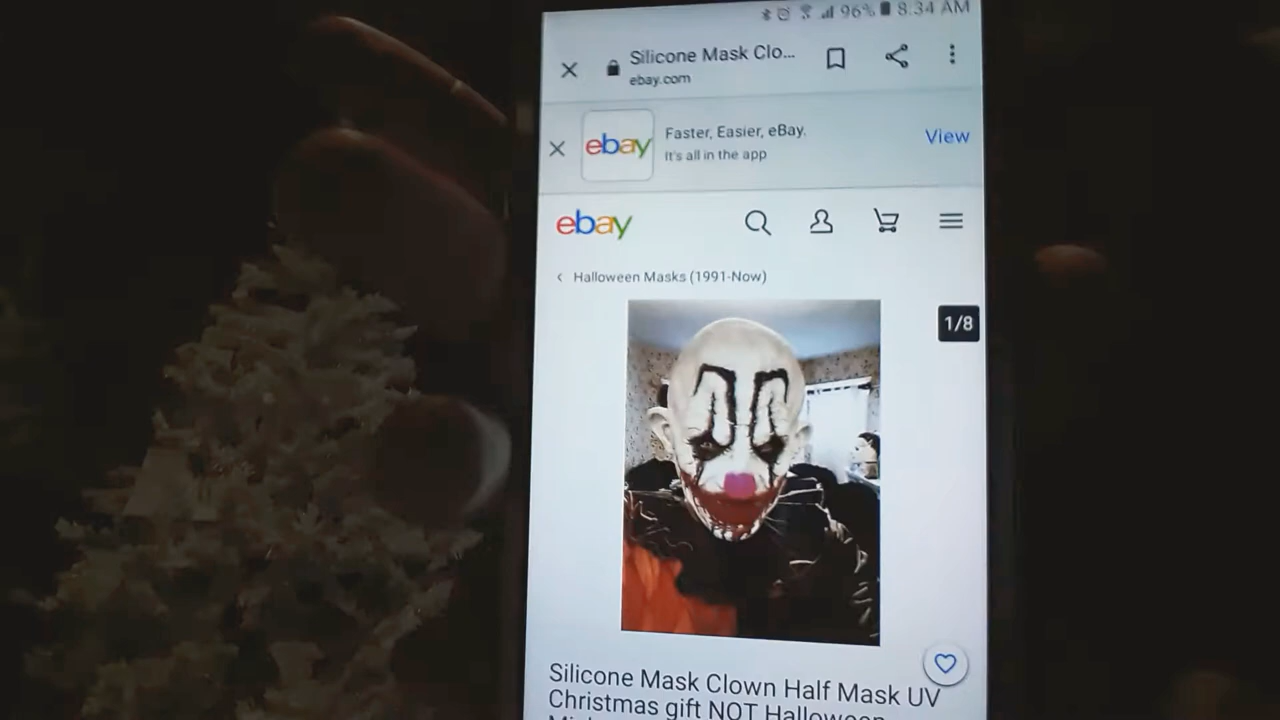 96% 8:34 AM
Silicone Mask Clo...
ebay.com
ebay
Faster, Easier, eBay.
It's all in the app
View
ebay
Halloween Masks (1991-Now)
1/8
Silicone Mask Clown Half Mask UV
Christmas gift NOT Halloween